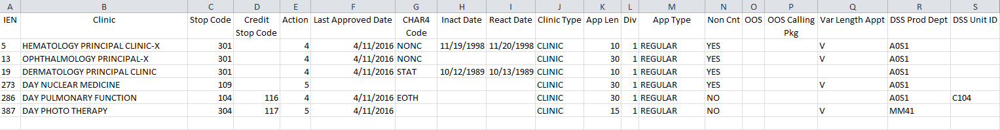 A B C D E F G H I J K L M N O P Q R S
IEN Clinic Stop Code Credit Action Last Approved Date CHAR4 Inact Date React Date Clinic Type App Len Div App Type Non Cnt OOS OOS Calling Var Length Appt DSS Prod Dept DSS Unit ID
Stop Code Code Pkg
5 HEMATOLOGY PRINCIPAL CLINIC-X 301 4 4/11/2016 NONC 11/19/1998 11/20/1998 CLINIC 10 1 REGULAR YES V A0S1
13 OPHTHALMOLOGY PRINCIPAL-X 301 4 4/11/2016 NONC CLINIC 30 1 REGULAR YES V A0S1
19 DERMATOLOGY PRINCIPAL CLINIC 301 4 4/11/2016 STAT 10/12/1989 10/13/1989 CLINIC 10 1 REGULAR YES A0S1
273 DAY NUCLEAR MEDICINE 109 5 CLINIC 30 1 REGULAR YES V A0S1
286 DAY PULMONARY FUNCTION 104 116 4 4/11/2016 EOTH CLINIC 30 1 REGULAR NO A0S1 C104
387 DAY PHOTO THERAPY 304 117 5 4/11/2016 CLINIC 15 1 REGULAR NO V MM41